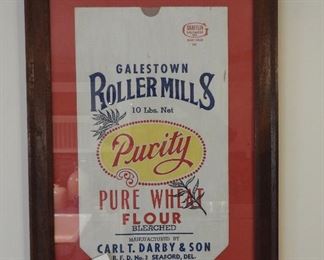 GALESTOWN
ROLLER MILLS
10 Lbs. Net
Purity
PURE WHEAT
FLOUR
BLEACHED
MANUFACTURED BY
CARL T. DARBY & SON
R. F. D. No. 3 SEAFORD, DEL.